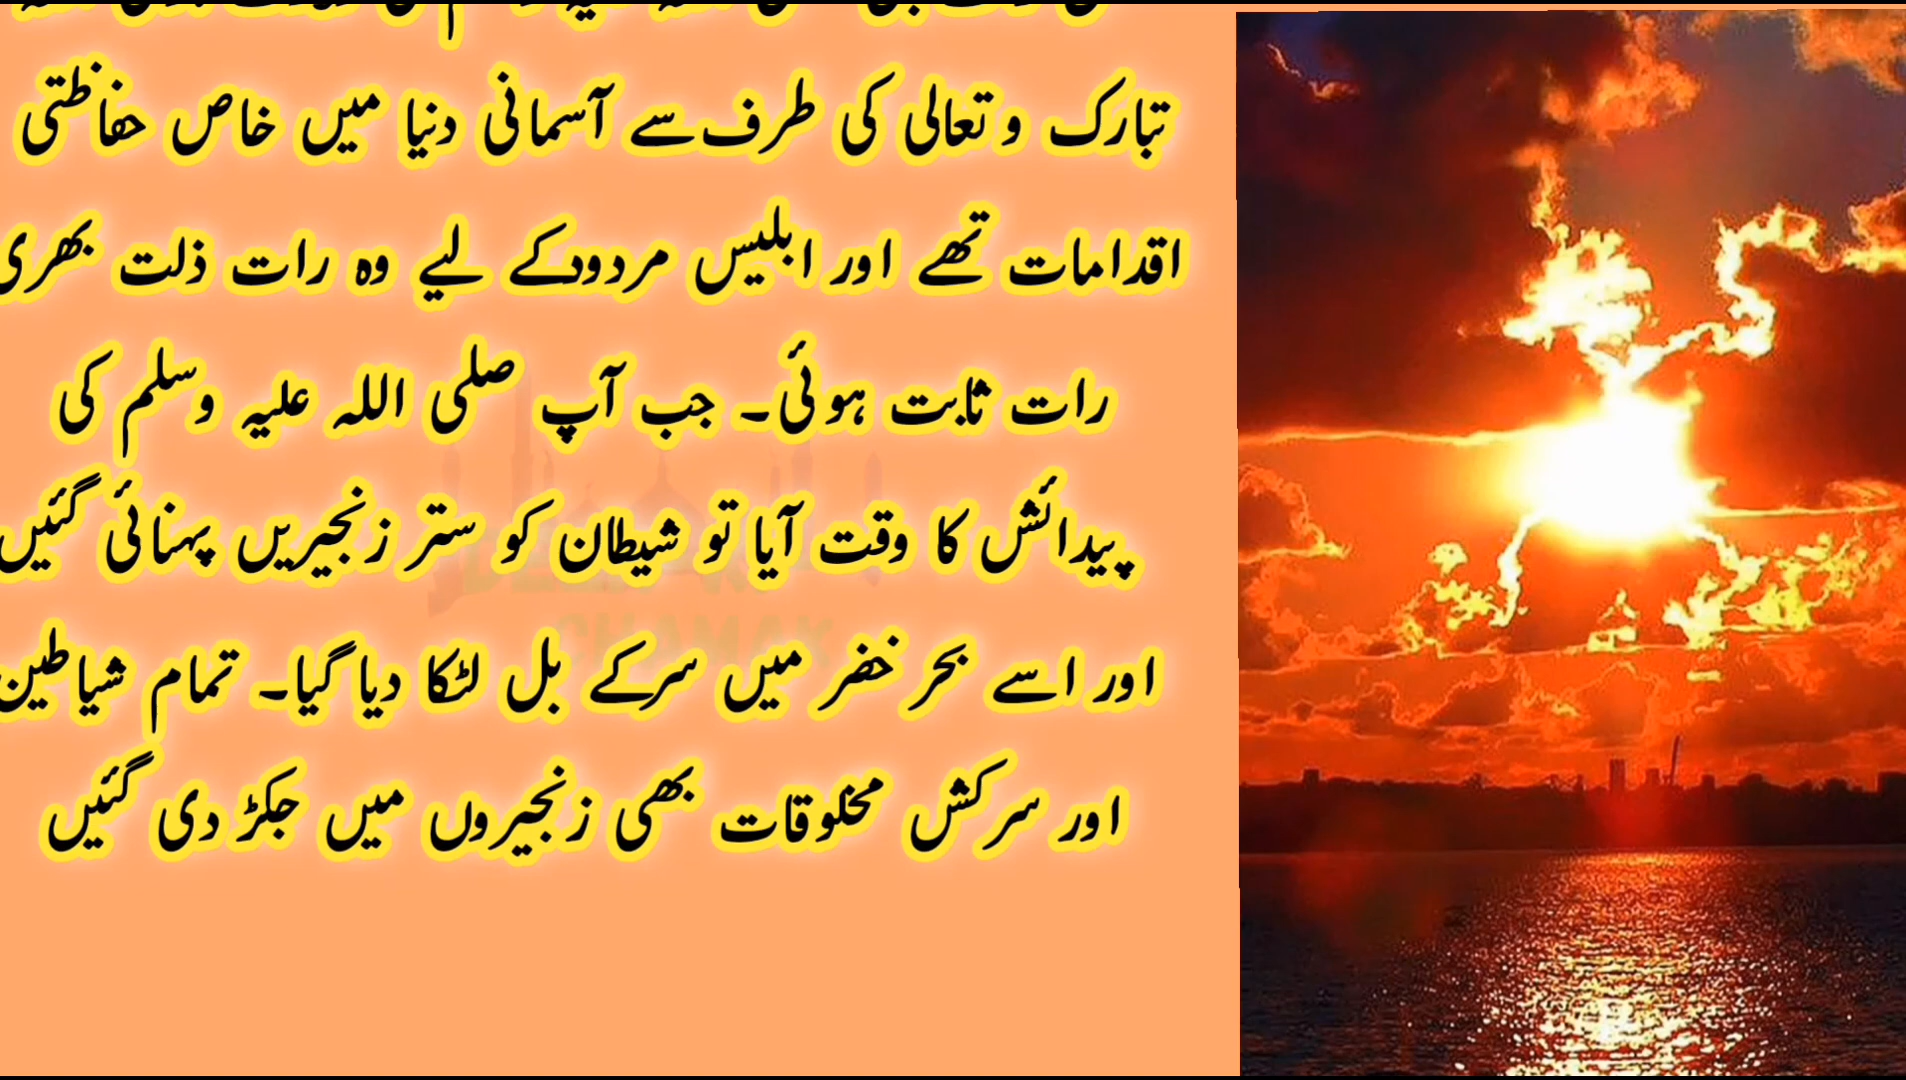 تبارک و تعالی کی طرف سے آسمانی دنیا میں خاص حفاظتی
اقدامات تھے اور ابلیس مردود کے لیے وہ رات ذلت بھری
رات ثابت ہوئی۔ جب آپ صلی اللہ علیہ وسلم کی
پیدائش کا وقت آیا تو شیطان کو ستر زنجیریں پہنائی گئیں
اور اسے بحر خضر میں سر کے بل لٹکا دیا گیا۔ تمام شیاطین
اور سرکش مخلوقات بھی زنجیروں میں جکڑ دی گئیں
CHAMAK